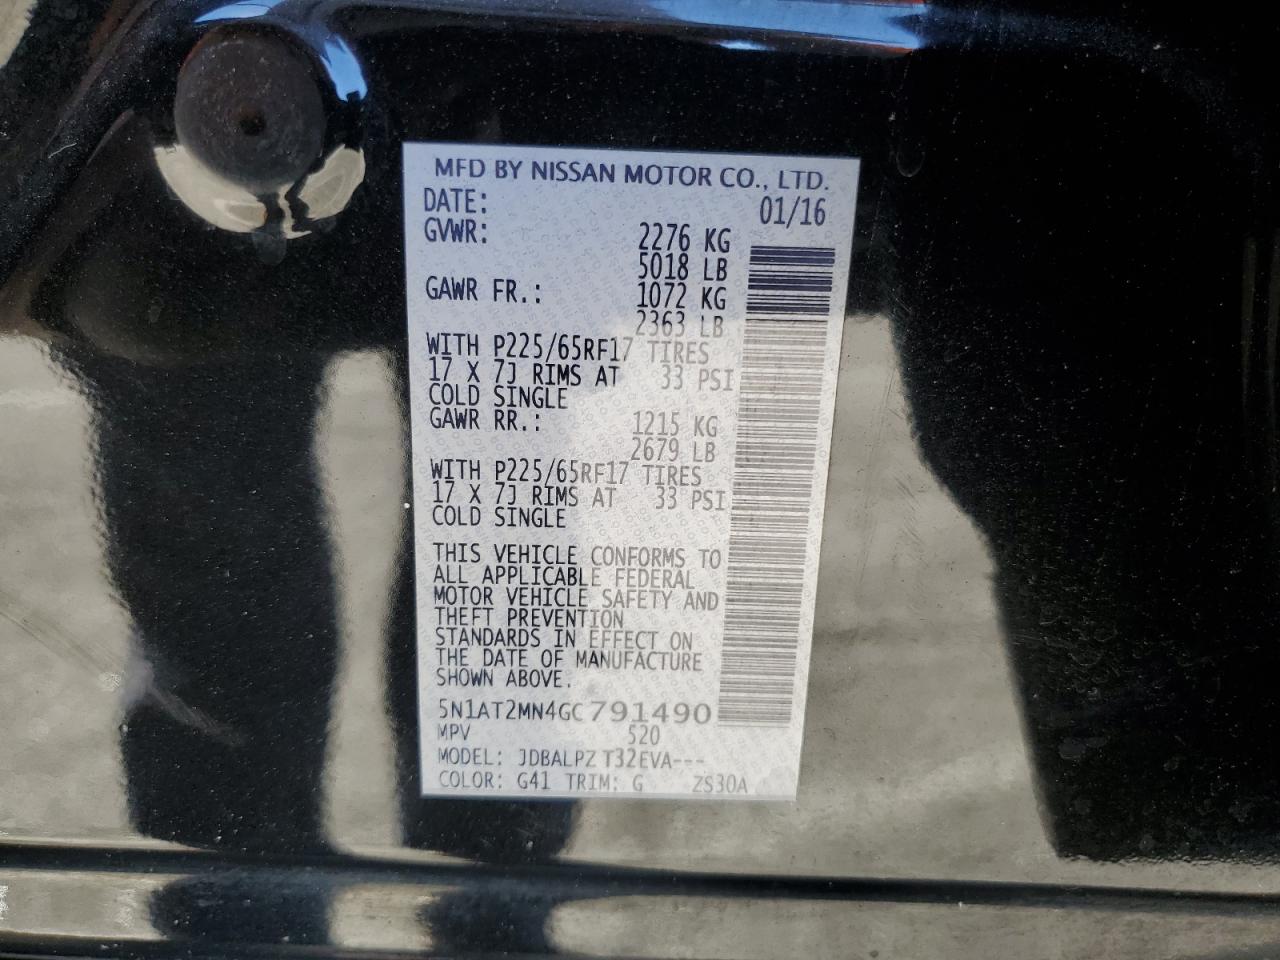 MFD BY NISSAN MOTOR CO., LTD.
DATE: 01/16
GVWR: 2276 KG
5018 LB
GAWR FR.: 1072 KG
2363 LB
WITH P225/65RF17 TIRES
17 X 7J RIMS AT 33 PSI
COLD SINGLE
GAWR RR.: 1215 KG
2679 LB
WITH P225/65RF17 TIRES
17 X 7J RIMS AT 33 PSI
COLD SINGLE
THIS VEHICLE CONFORMS TO
ALL APPLICABLE FEDERAL
MOTOR VEHICLE SAFETY AND
THEFT PREVENTION
STANDARDS IN EFFECT ON
THE DATE OF MANUFACTURE
SHOWN ABOVE.
5N1AT2MN4GC791490
MPV 520
MODEL: JDBALPZ T32EVA---
COLOR: G41 TRIM: G ZS30A